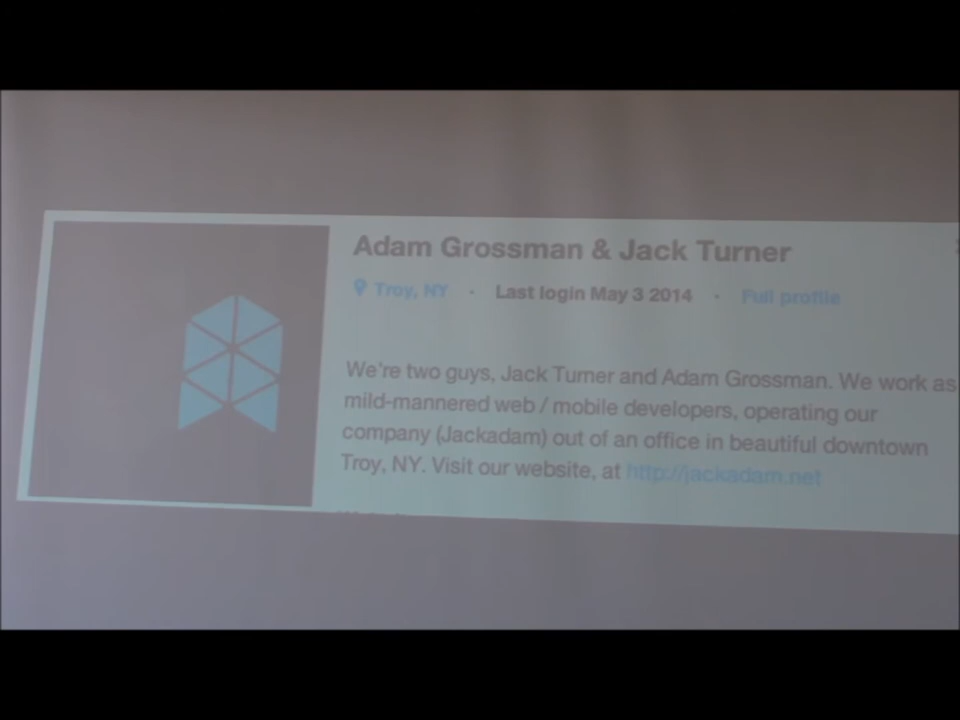 Adam Grossman & Jack Turner
Troy, NY · Last login May 3 2014 · Full profile
We're two guys, Jack Turner and Adam Grossman. We work as
mild-mannered web / mobile developers, operating our
company (Jackadam) out of an office in beautiful downtown
Troy, NY. Visit our website, at http://jackadam.net